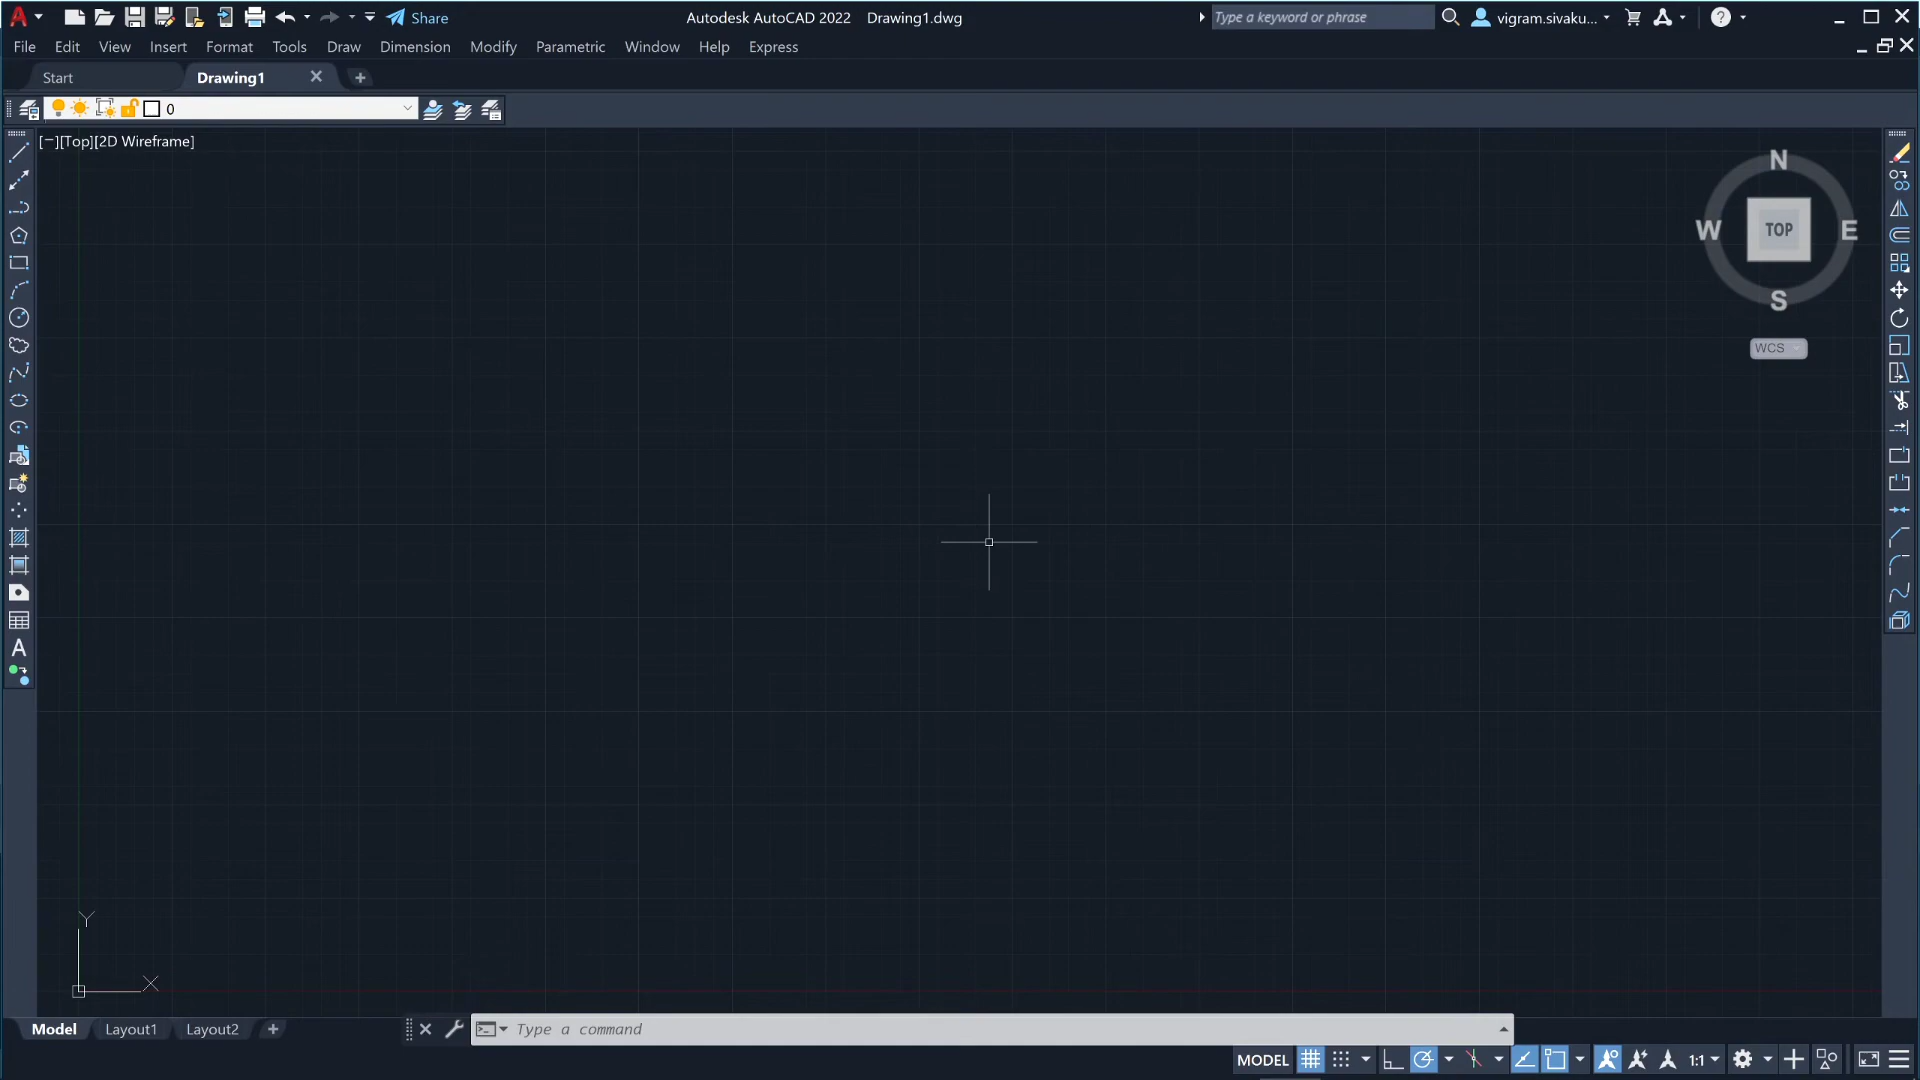 Share
Autodesk AutoCAD 2022 Drawing1.dwg
Type a keyword or phrase
vigram.sivaku...
File Edit View Insert Format Tools Draw Dimension Modify Parametric Window Help Express
Start
Drawing1
0
[−][Top][2D Wireframe]
N
W
TOP
E
S
WCS
A
Y
X
Model
Layout1
Layout2
Type a command
MODEL
1:1